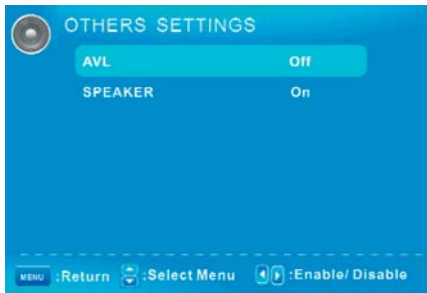 OTHERS SETTINGS
AVL Off
SPEAKER On
MENU :Return :Select Menu :Enable/ Disable